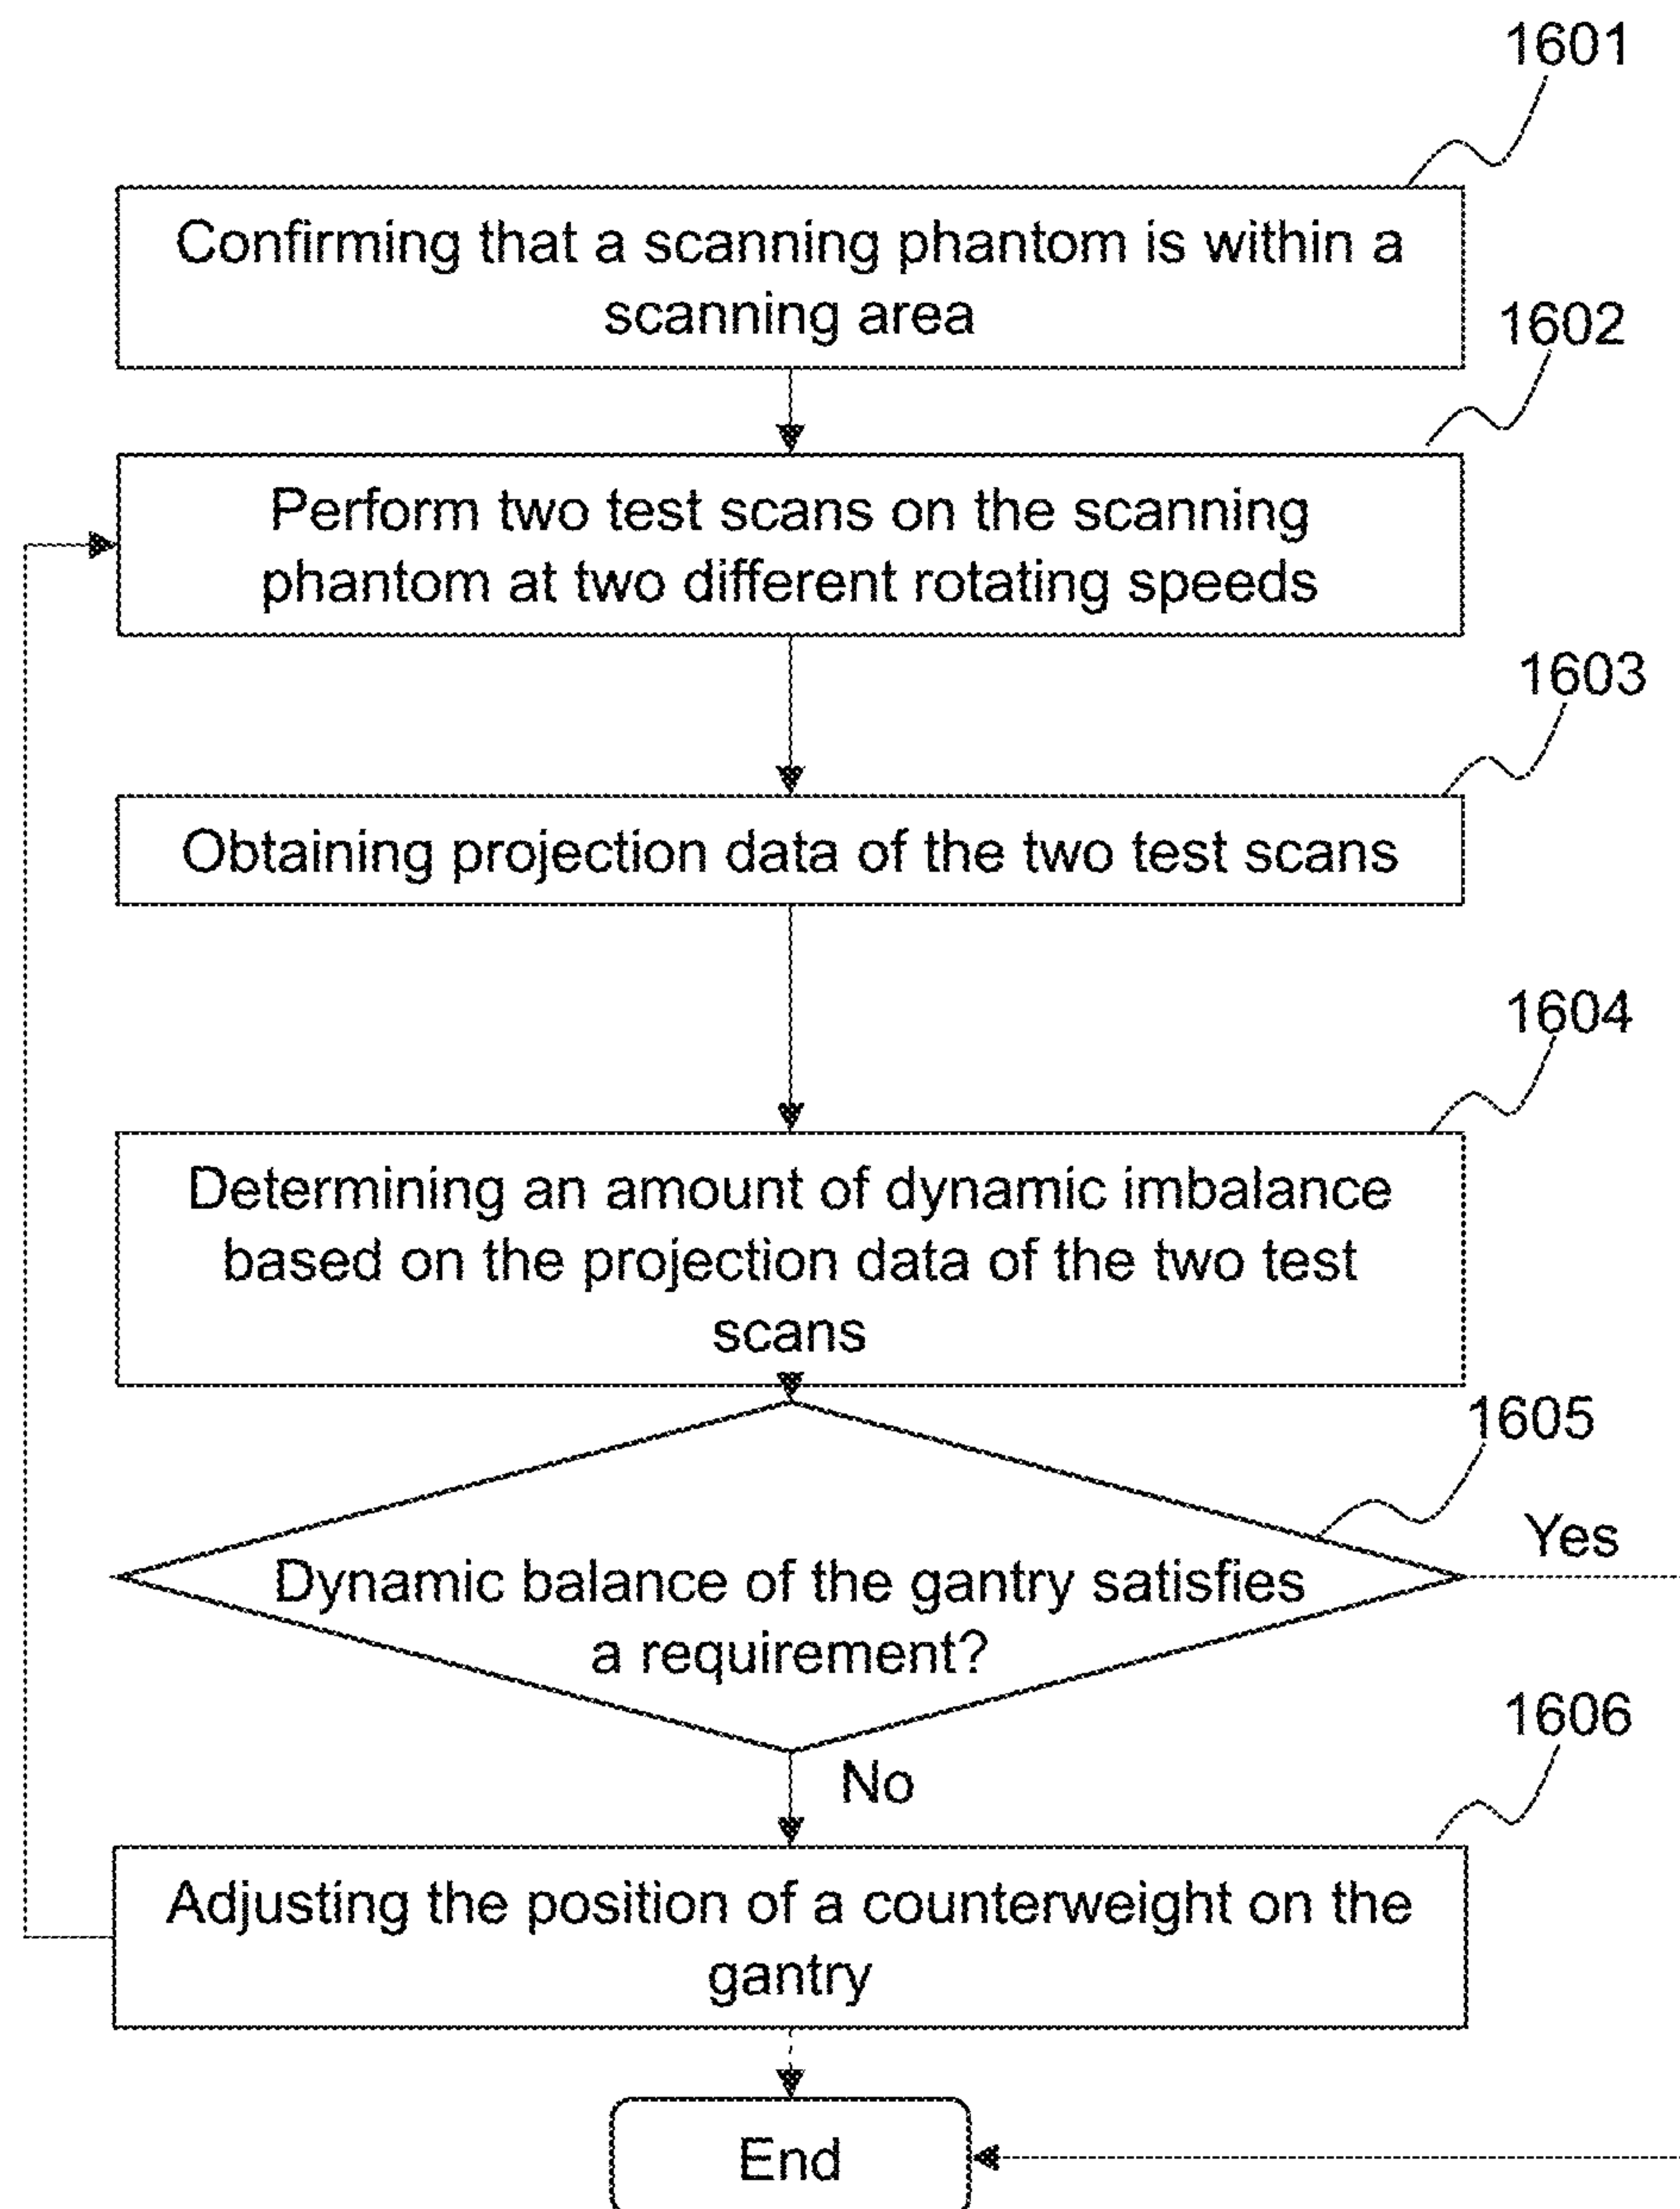 1601
Confirming that a scanning phantom is within a
scanning area
1602
Perform two test scans on the scanning
phantom at two different rotating speeds
1603
Obtaining projection data of the two test scans
1604
Determining an amount of dynamic imbalance
based on the projection data of the two test
scans
1605
Yes
Dynamic balance of the gantry satisfies
a requirement?
1606
No
Adjusting the position of a counterweight on the
gantry
End